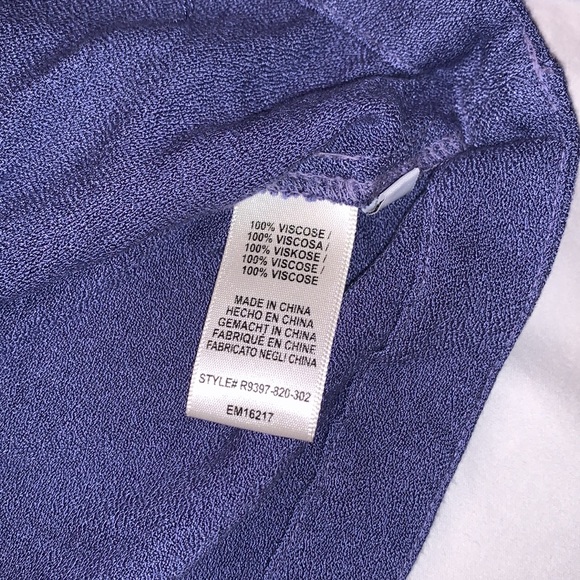 100% VISCOSE /
100% VISCOSA /
100% VISKOSE /
100% VISCOSE /
100% VISCOSE
MADE IN CHINA
HECHO EN CHINA
GEMACHT IN CHINA
FABRIQUÉ EN CHINE
FABRICATO NEGLI CHINA
STYLE# R9397-820-302
EM16217